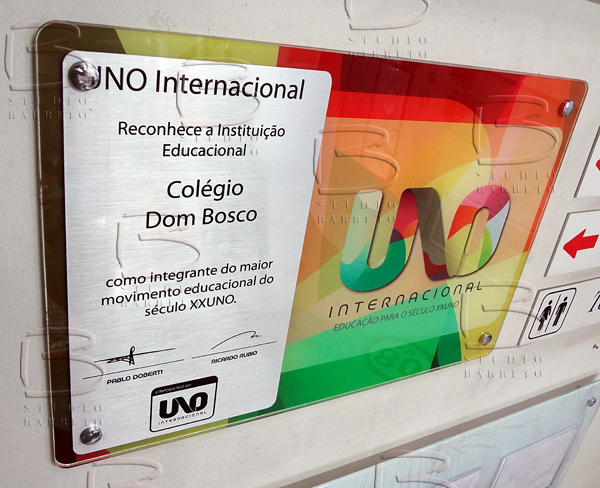 UNO Internacional
Reconhece a Instituição
Educacional
Colégio
Dom Bosco
como integrante do maior
movimento educacional do
século XXUNO.
PABLO DOBERTI
RICARDO RUBIO
UNO
INTERNACIONAL
UNO
INTERNACIONAL
EDUCAÇÃO PARA O SÉCULO XXUNO
B
STUDIO
BARRETO